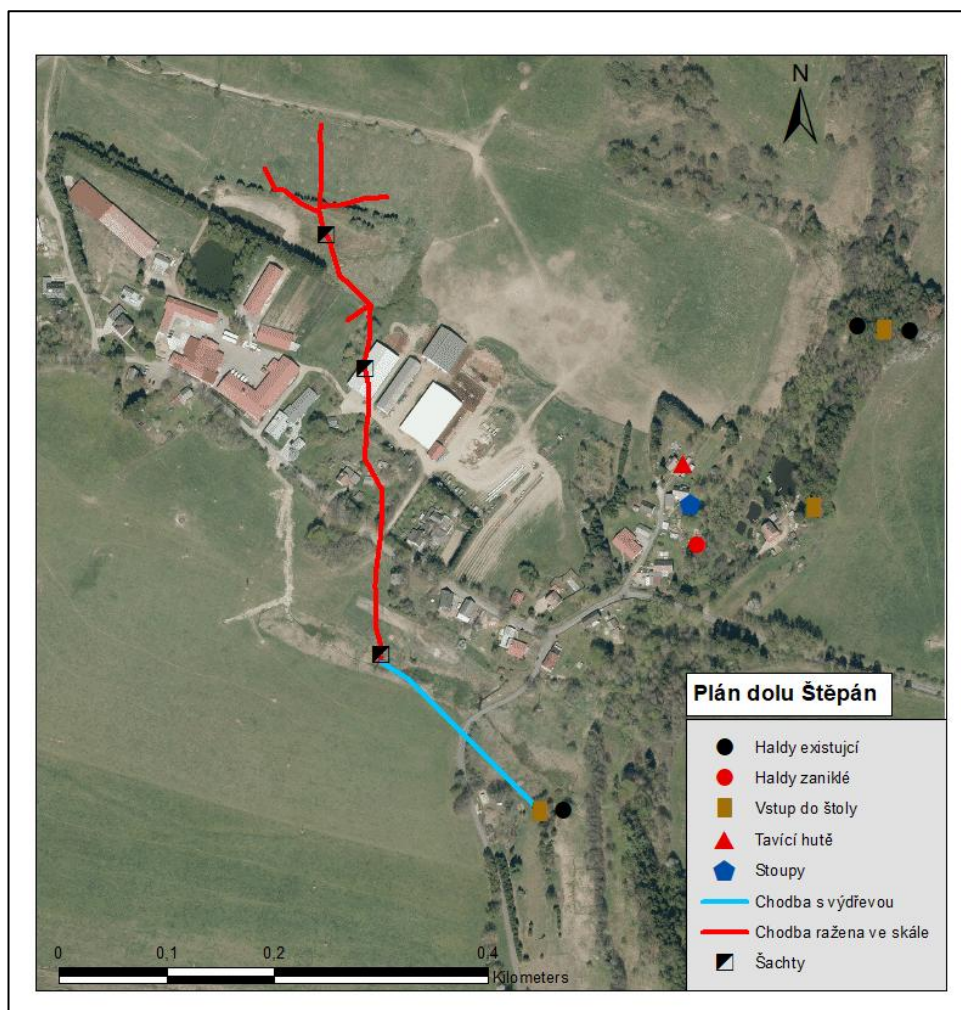 N
Plán dolu Štěpán
Haldy existujcí
Haldy zaniklé
Vstup do štoly
Tavící hutě
Stoupy
Chodba s výdřevou
Chodba ražena ve skále
Šachty
0 0,1 0,2 0,4
Kilometers